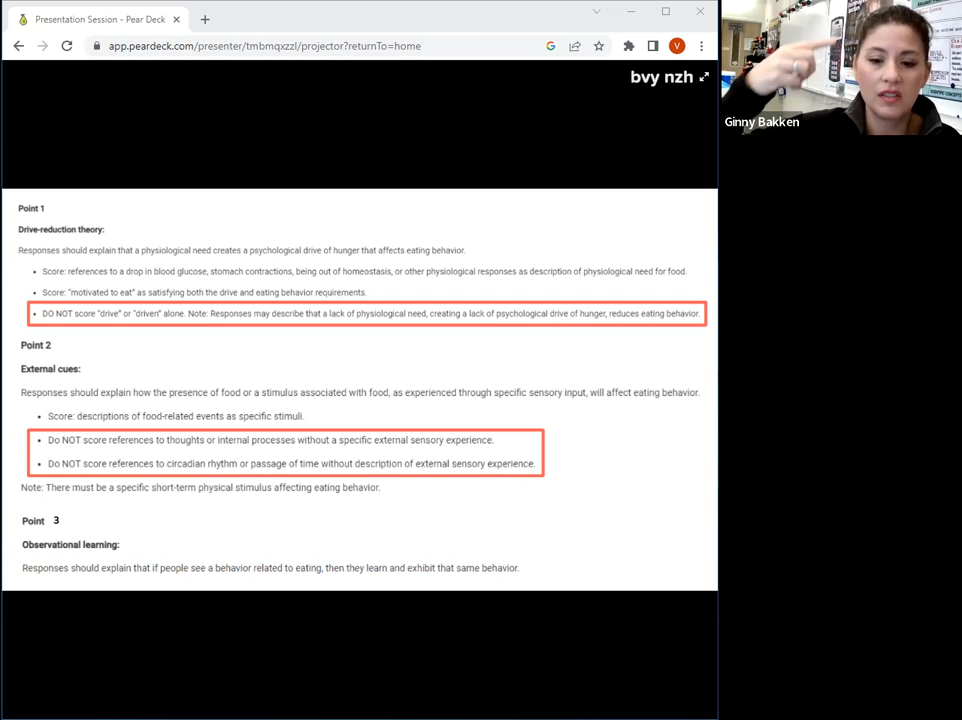 Presentation Session - Pear Deck
app.peardeck.com/presenter/tmbmqxzzl/projector?returnTo=home
V
bvy nzh
Ginny Bakken
Point 1
Drive-reduction theory:
Responses should explain that a physiological need creates a psychological drive of hunger that affects eating behavior.
• Score: references to a drop in blood glucose, stomach contractions, being out of homeostasis, or other physiological responses as description of physiological need for food.
• Score: "motivated to eat" as satisfying both the drive and eating behavior requirements.
• DO NOT score "drive" or "driven" alone. Note: Responses may describe that a lack of physiological need, creating a lack of psychological drive of hunger, reduces eating behavior.
Point 2
External cues:
Responses should explain how the presence of food or a stimulus associated with food, as experienced through specific sensory input, will affect eating behavior.
• Score: descriptions of food-related events as specific stimuli.
• Do NOT score references to thoughts or internal processes without a specific external sensory experience.
• Do NOT score references to circadian rhythm or passage of time without description of external sensory experience.
Note: There must be a specific short-term physical stimulus affecting eating behavior.
Point 3
Observational learning:
Responses should explain that if people see a behavior related to eating, then they learn and exhibit that same behavior.